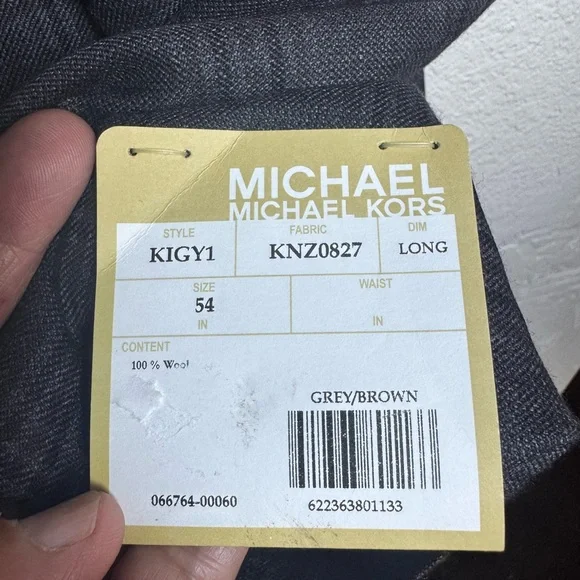 MICHAEL
MICHAEL KORS
STYLE FABRIC DIM
KIGY1 KNZ0827 LONG
SIZE WAIST
54
IN IN
CONTENT
100 % Wool
GREY/BROWN
066764-00060 622363801133